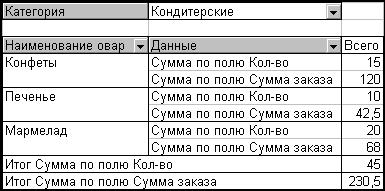 Категория Кондитерские
Наименование овар Данные Всего
Конфеты Сумма по полю Кол-во 15
Сумма по полю Сумма заказа 120
Печенье Сумма по полю Кол-во 10
Сумма по полю Сумма заказа 42,5
Мармелад Сумма по полю Кол-во 20
Сумма по полю Сумма заказа 68
Итог Сумма по полю Кол-во 45
Итог Сумма по полю Сумма заказа 230,5